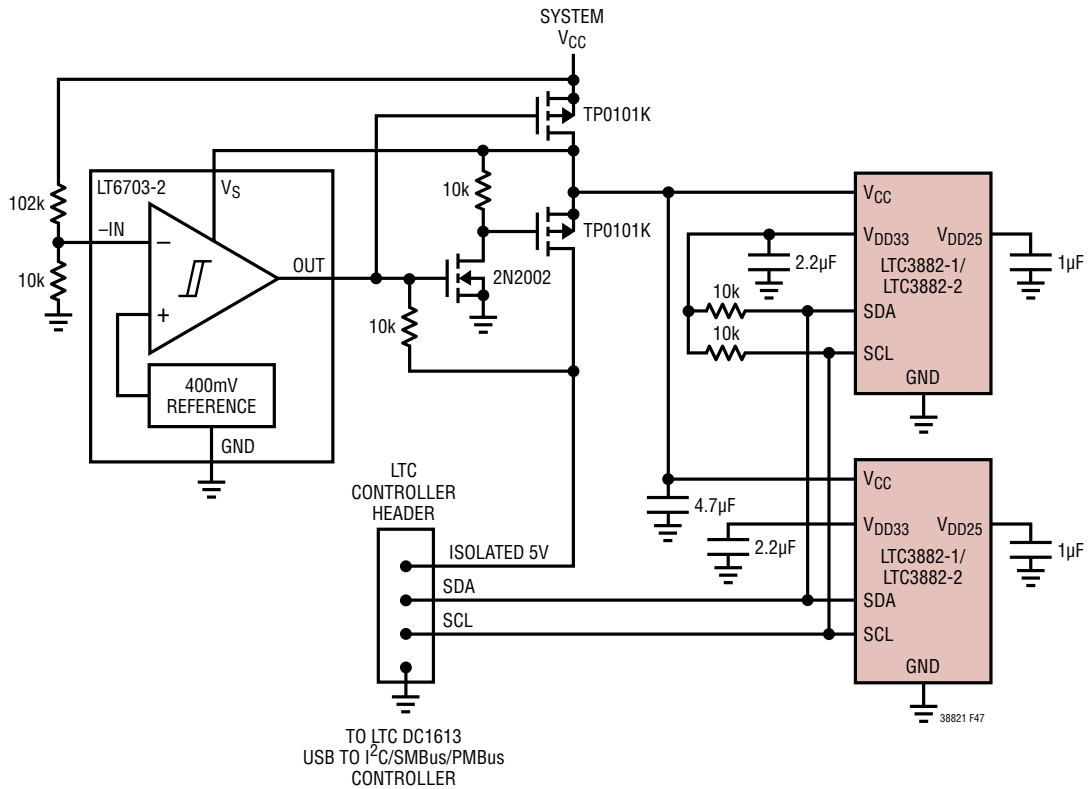 SYSTEM
VCC
TP0101K
LT6703-2
VS
10k
102k
–IN
–
TP0101K
OUT
2N2002
10k
+
10k
400mV
REFERENCE
GND
VCC
VDD33
VDD25
2.2µF
LTC3882-1/
LTC3882-2
1µF
10k
SDA
10k
SCL
GND
LTC
CONTROLLER
HEADER
4.7µF
VCC
ISOLATED 5V
2.2µF
VDD33
VDD25
LTC3882-1/
LTC3882-2
1µF
SDA
SDA
SCL
SCL
GND
38821 F47
TO LTC DC1613
USB TO I2C/SMBus/PMBus
CONTROLLER